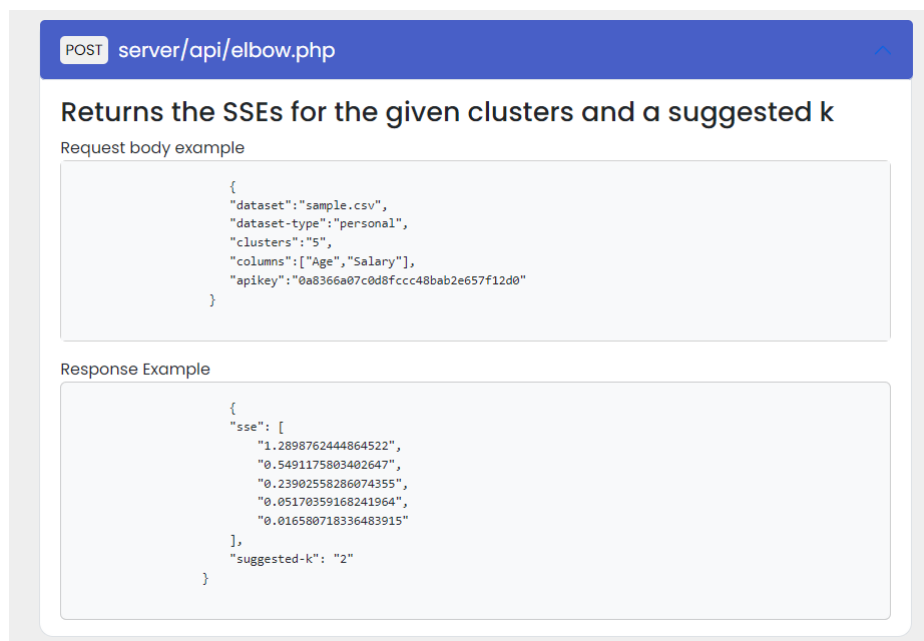 POST server/api/elbow.php
Returns the SSEs for the given clusters and a suggested k
Request body example
{
"dataset":"sample.csv",
"dataset-type":"personal",
"clusters":"5",
"columns":["Age","Salary"],
"apikey":"0a8366a07c0d8fccc48bab2e657f12d0"
}
Response Example
{
"sse": [
"1.2898762444864522",
"0.5491175803402647",
"0.23902558286074355",
"0.05170359168241964",
"0.016580718336483915"
],
"suggested-k": "2"
}